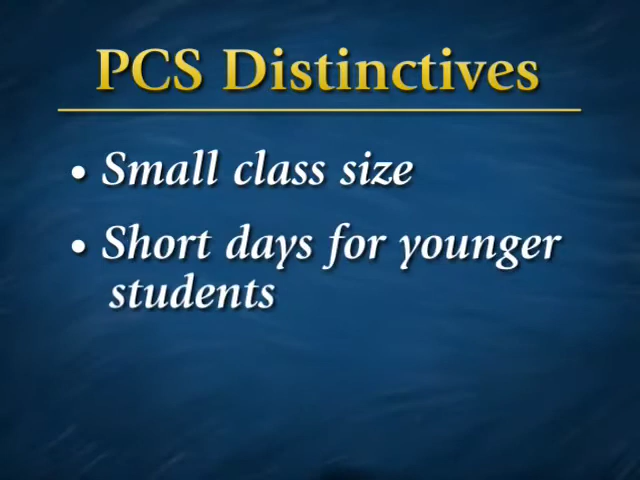 PCS Distinctives
• Small class size
• Short days for younger
students